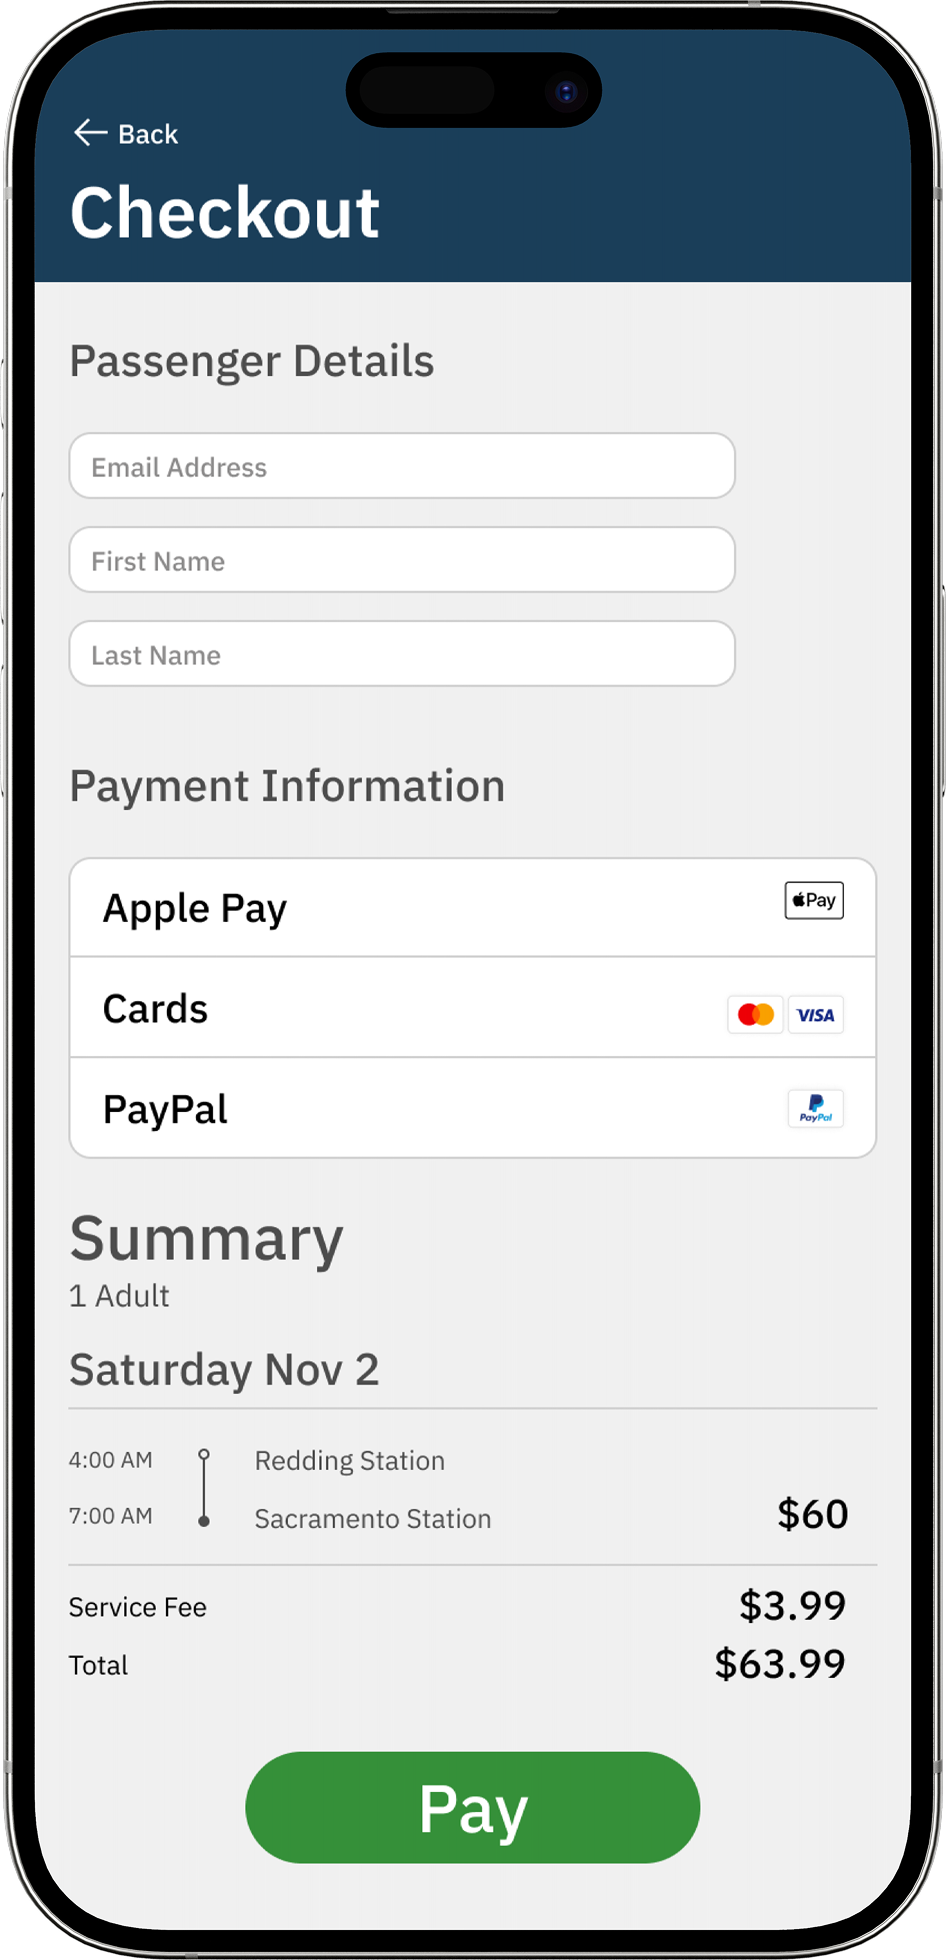 Back
Checkout
Passenger Details
Email Address
First Name
Last Name
Payment Information
Apple Pay Pay
Cards VISA
PayPal PayPal
Summary
1 Adult
Saturday Nov 2
4:00 AM Redding Station
7:00 AM Sacramento Station $60
Service Fee $3.99
Total $63.99
Pay